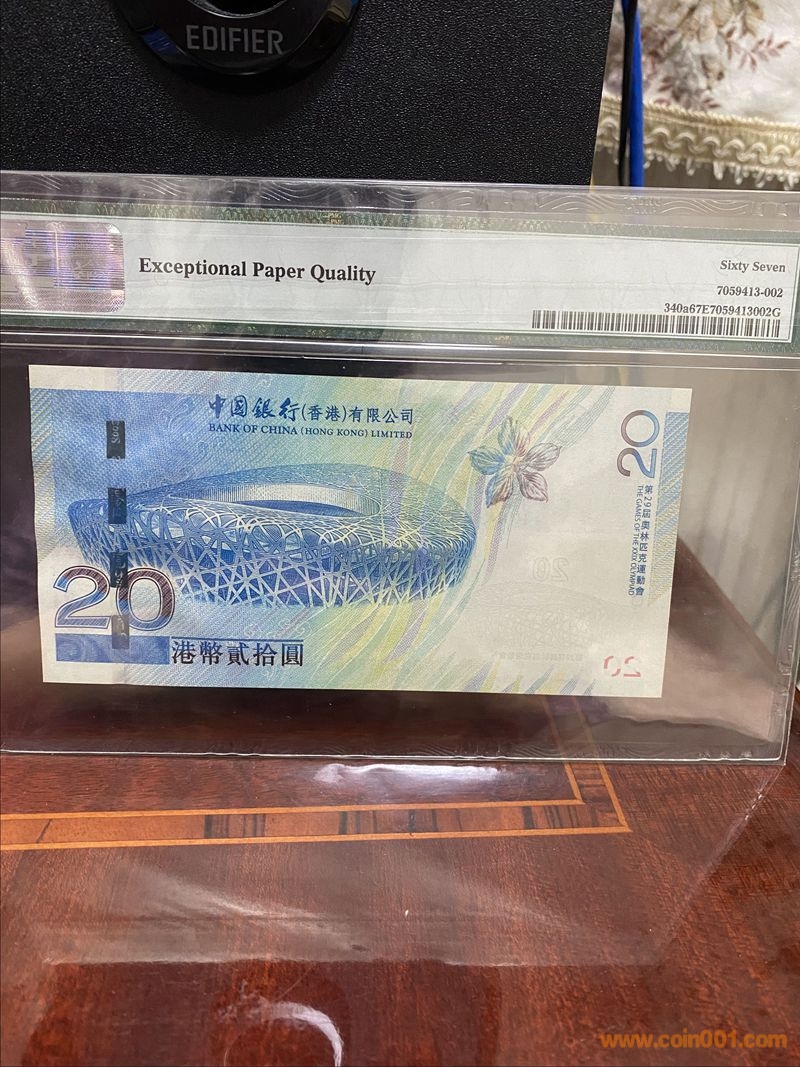 EDIFIER
Exceptional Paper Quality
Sixty Seven
7059413-002
340a67E7059413002G
中國銀行(香港)有限公司
BANK OF CHINA (HONG KONG) LIMITED
20
第29屆奧林匹克運動會
THE GAMES OF THE XXIX OLYMPIAD
20
港幣貳拾圓
20
www.coin001.com